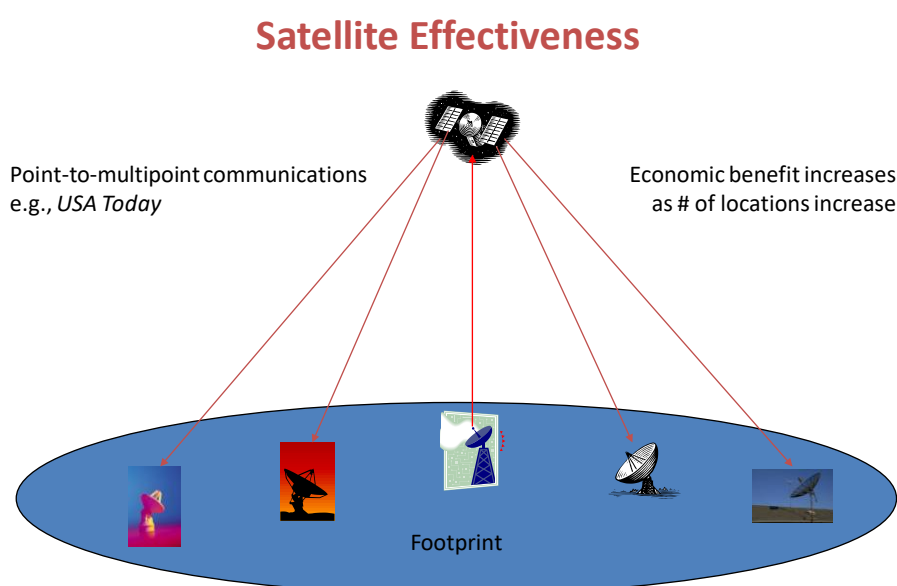 Satellite Effectiveness
Point-to-multipoint communications
e.g., USA Today
Economic benefit increases
as # of locations increase
Footprint